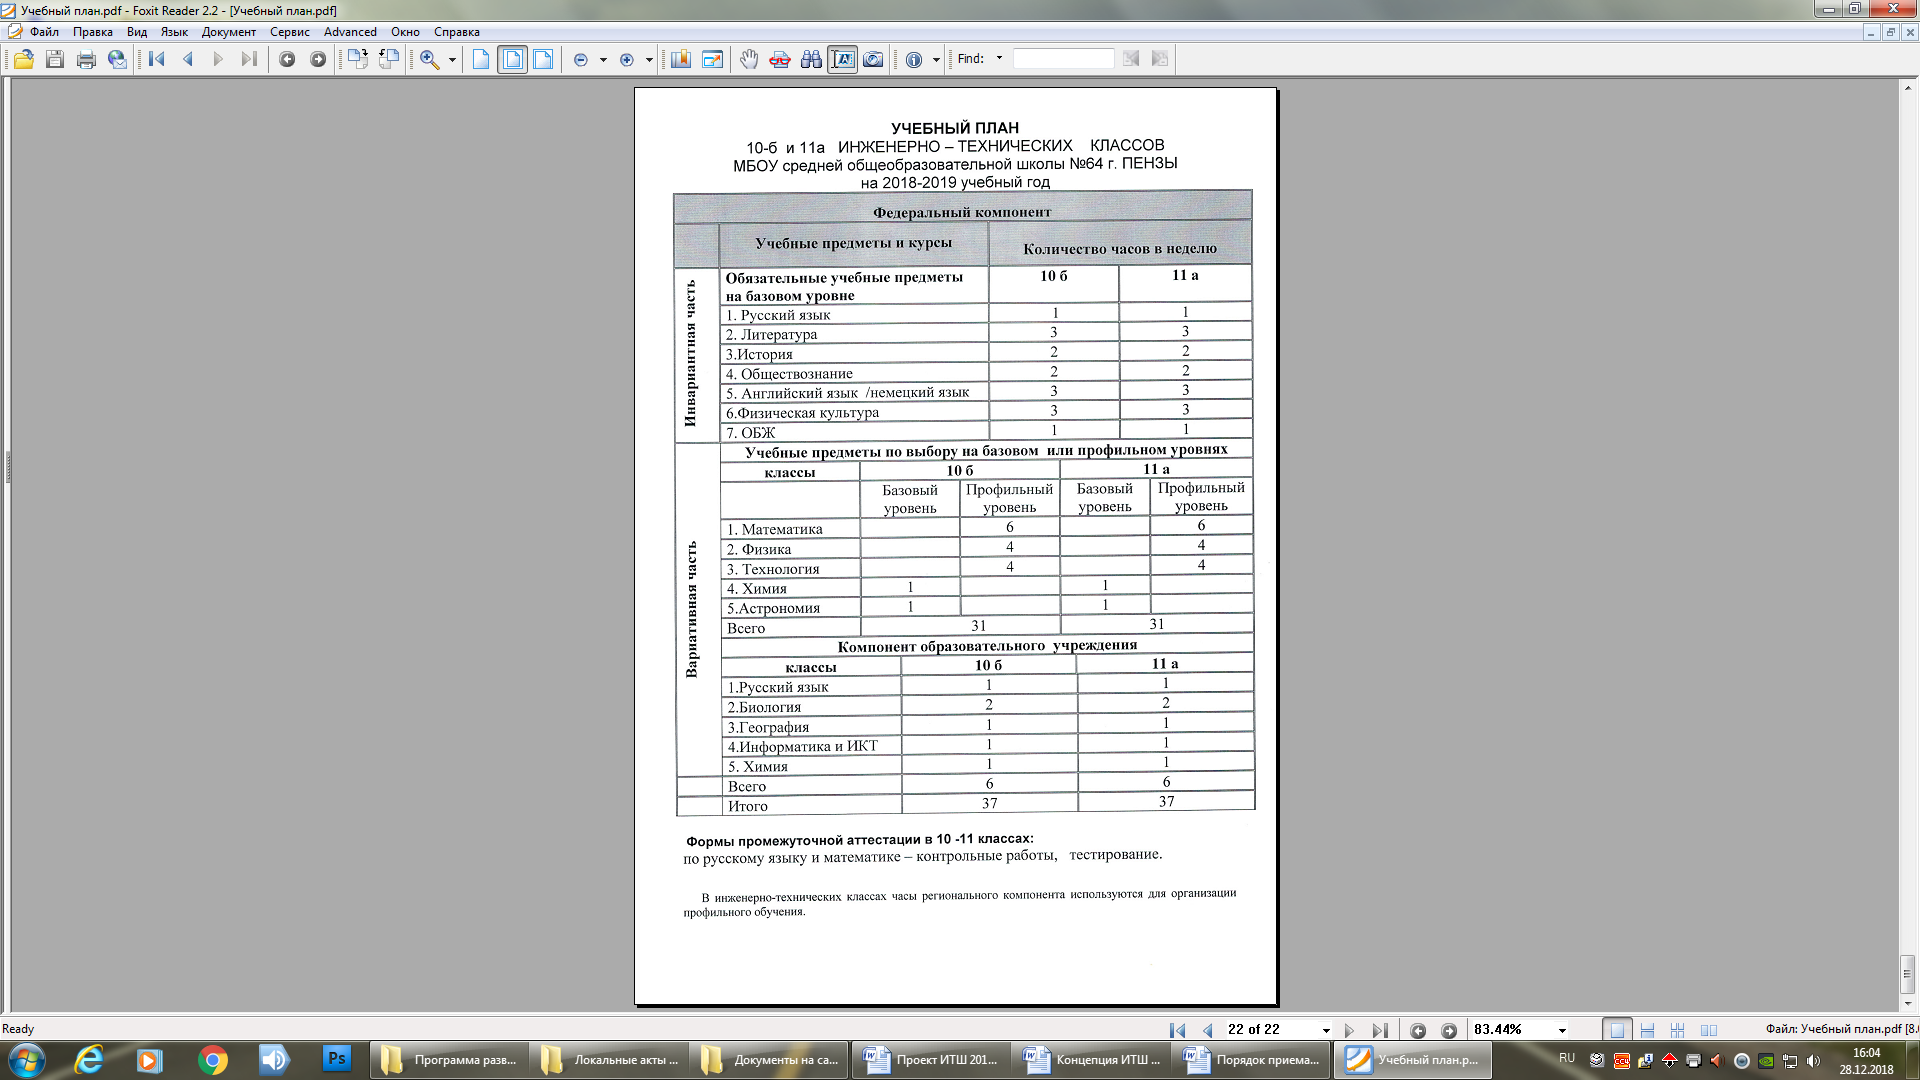 Учебный план.pdf - Foxit Reader 2.2 - [Учебный план.pdf]
Файл Правка Вид Язык Документ Сервис Advanced Окно Справка
Find:
УЧЕБНЫЙ ПЛАН
10-б и 11а ИНЖЕНЕРНО – ТЕХНИЧЕСКИХ КЛАССОВ
МБОУ средней общеобразовательной школы №64 г. ПЕНЗЫ
на 2018-2019 учебный год
Федеральный компонент
Учебные предметы и курсы Количество часов в неделю
Инвариантная часть
Обязательные учебные предметы на базовом уровне 10 б 11 а
1. Русский язык 1 1
2. Литература 3 3
3.История 2 2
4. Обществознание 2 2
5. Английский язык /немецкий язык 3 3
6.Физическая культура 3 3
7. ОБЖ 1 1
Вариативная часть
Учебные предметы по выбору на базовом или профильном уровнях
классы 10 б 11 а
Базовый уровень Профильный уровень Базовый уровень Профильный уровень
1. Математика 6 6
2. Физика 4 4
3. Технология 4 4
4. Химия 1 1
5.Астрономия 1 1
Всего 31 31
Компонент образовательного учреждения
классы 10 б 11 а
1.Русский язык 1 1
2.Биология 2 2
3.География 1 1
4.Информатика и ИКТ 1 1
5. Химия 1 1
Всего 6 6
Итого 37 37
Формы промежуточной аттестации в 10 -11 классах:
по русскому языку и математике – контрольные работы, тестирование.
В инженерно-технических классах часы регионального компонента используются для организации
профильного обучения.
Ready 22 of 22 83.44% Файл: Учебный план.pdf [8.
Ps Программа разв... Локальные акты ... Документы на са... Проект ИТШ 201... Концепция ИТШ ... Порядок приема... Учебный план.p... RU 16:04
28.12.2018